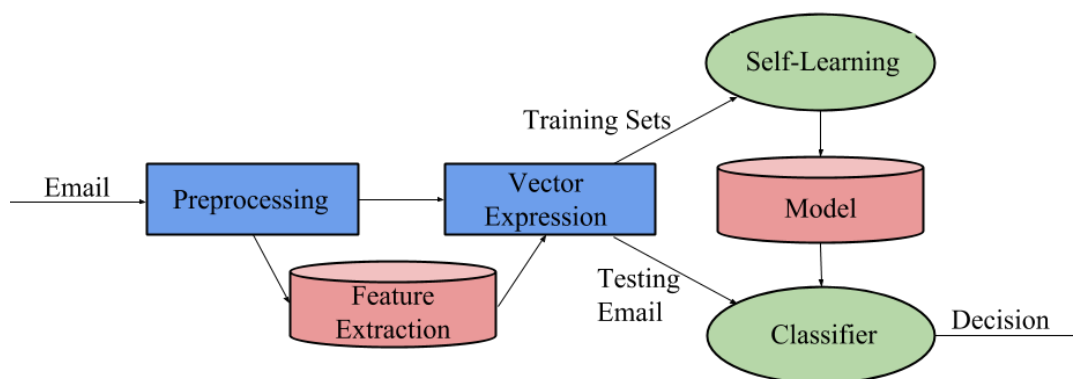 Self-Learning
Training Sets
Email
Preprocessing
Vector
Expression
Model
Feature
Extraction
Testing
Email
Classifier
Decision